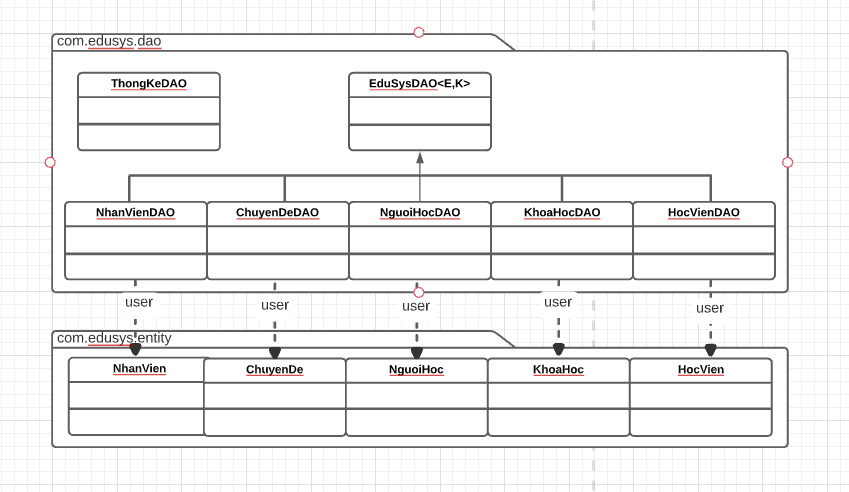 com.edusys.dao
ThongKeDAO
EduSysDAO<E,K>
NhanVienDAO
ChuyenDeDAO
NguoiHocDAO
KhoaHocDAO
HocVienDAO
user
user
user
user
user
com.edusys.entity
NhanVien
ChuyenDe
NguoiHoc
KhoaHoc
HocVien